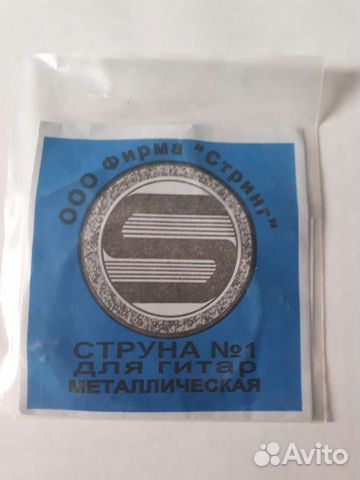 ООО Фирма "Стринг"
СТРУНА №1
для гитар
МЕТАЛЛИЧЕСКАЯ
Avito